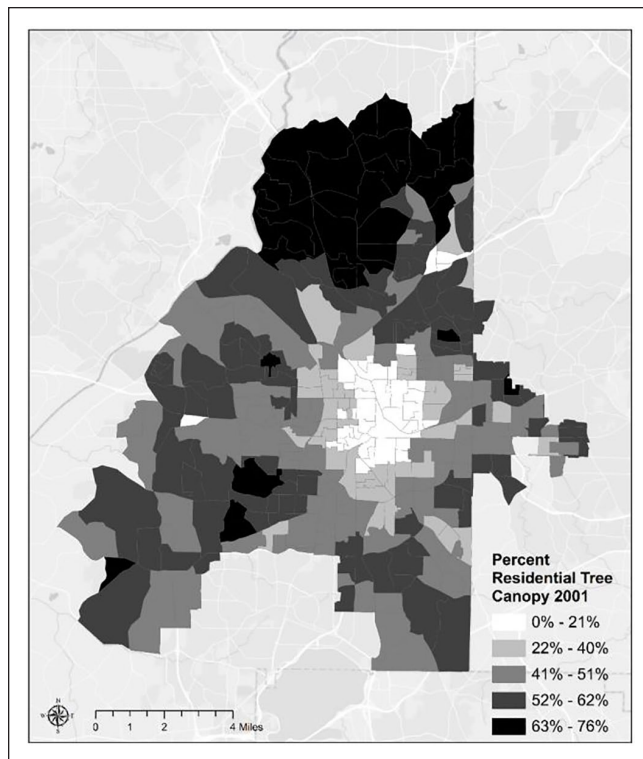 Percent
Residential Tree
Canopy 2001
0% - 21%
22% - 40%
41% - 51%
52% - 62%
63% - 76%
N
W
E
S
0 1 2 4 Miles